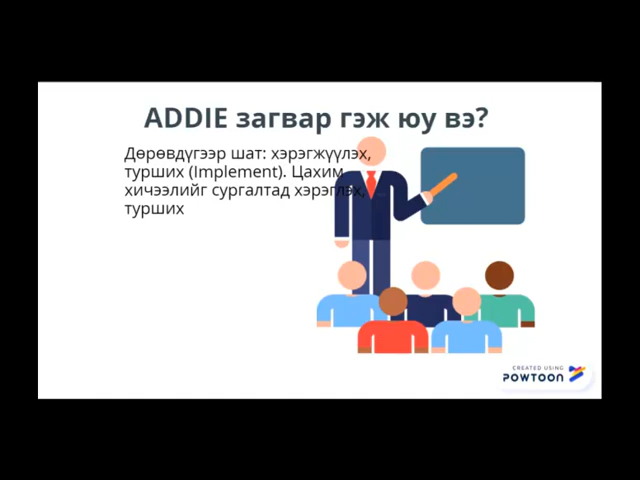 ADDIE загвар гэж юу вэ?
Дөрөвдүгээр шат: хэрэгжүүлэх,
турших (Implement). Цахим
хичээлийг сургалтад хэрэглэх,
турших
CREATED USING
POWTOON